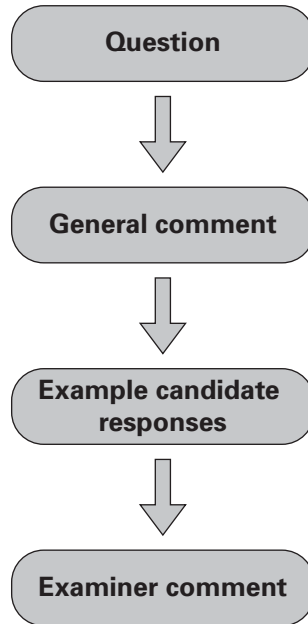 Question
General comment
Example candidate
responses
Examiner comment